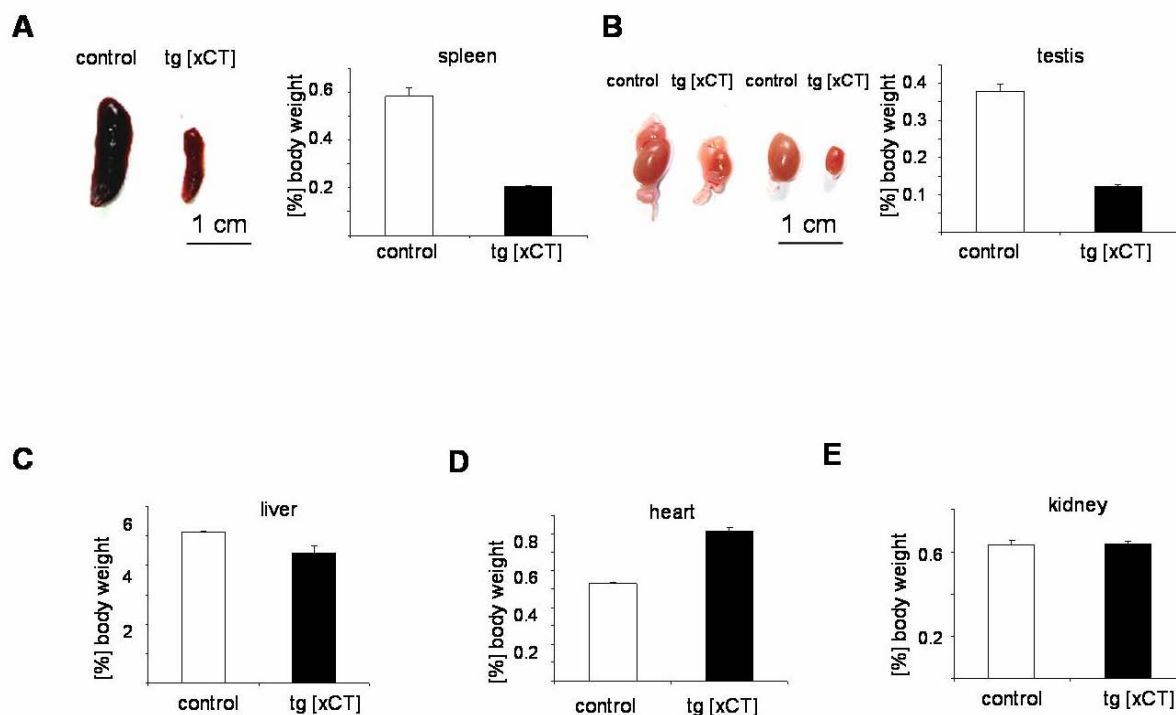 A
control tg [xCT]
1 cm
spleen
[%] body weight
0.6
0.4
0.2
control tg [xCT]
B
control tg [xCT] control tg [xCT]
1 cm
testis
[%] body weight
0.4
0.3
0.2
0.1
control tg [xCT]
C
liver
[%] body weight
6
4
2
control tg [xCT]
D
heart
[%] body weight
0.8
0.6
0.4
0.2
control tg [xCT]
E
kidney
[%] body weight
0.6
0.2
control tg [xCT]